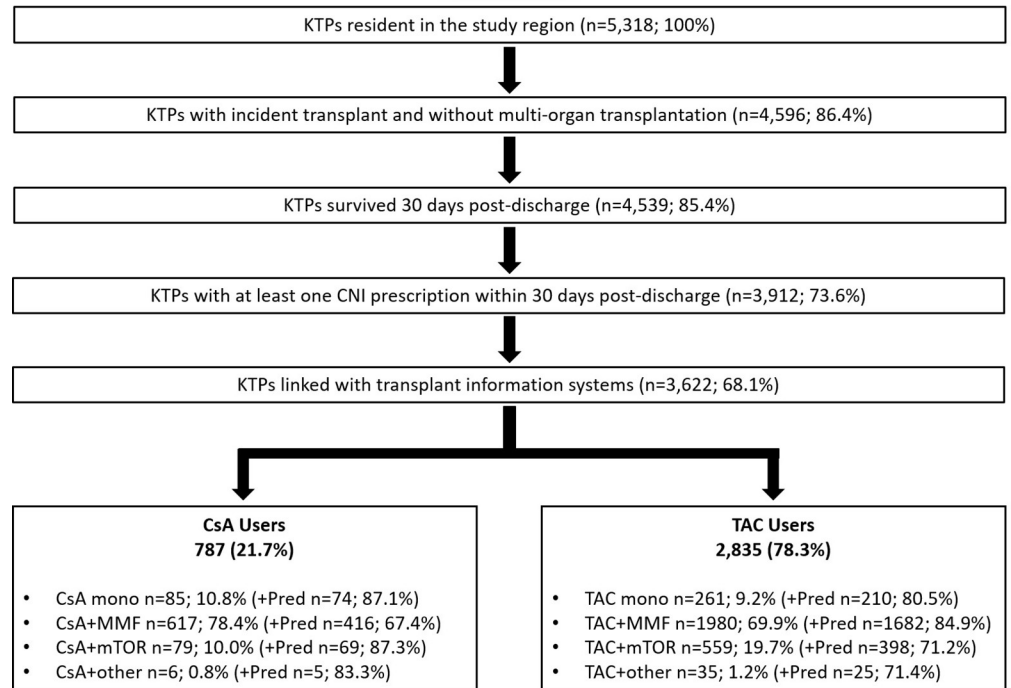 KTPs resident in the study region (n=5,318; 100%)
KTPs with incident transplant and without multi-organ transplantation (n=4,596; 86.4%)
KTPs survived 30 days post-discharge (n=4,539; 85.4%)
KTPs with at least one CNI prescription within 30 days post-discharge (n=3,912; 73.6%)
KTPs linked with transplant information systems (n=3,622; 68.1%)
CsA Users
787 (21.7%)
• CsA mono n=85; 10.8% (+Pred n=74; 87.1%)
• CsA+MMF n=617; 78.4% (+Pred n=416; 67.4%)
• CsA+mTOR n=79; 10.0% (+Pred n=69; 87.3%)
• CsA+other n=6; 0.8% (+Pred n=5; 83.3%)
TAC Users
2,835 (78.3%)
• TAC mono n=261; 9.2% (+Pred n=210; 80.5%)
• TAC+MMF n=1980; 69.9% (+Pred n=1682; 84.9%)
• TAC+mTOR n=559; 19.7% (+Pred n=398; 71.2%)
• TAC+other n=35; 1.2% (+Pred n=25; 71.4%)